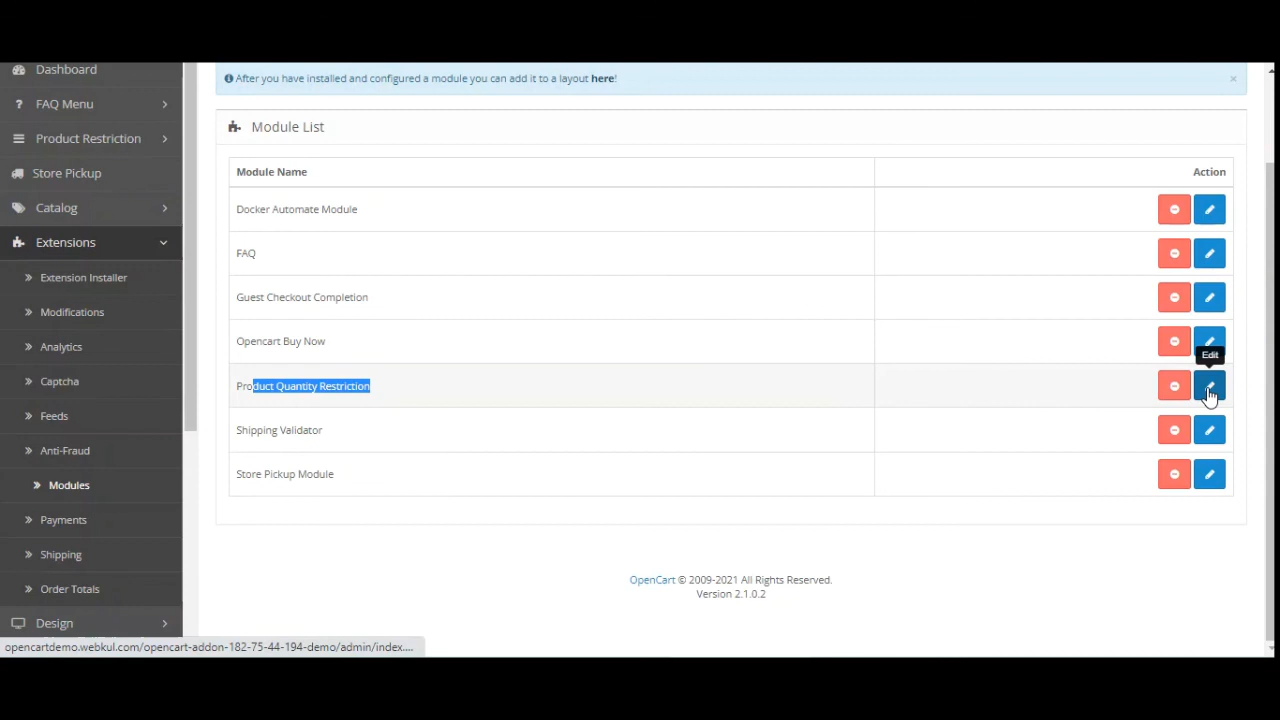 Dashboard
FAQ Menu
Product Restriction
Store Pickup
Catalog
Extensions
Extension Installer
Modifications
Analytics
Captcha
Feeds
Anti-Fraud
Modules
Payments
Shipping
Order Totals
Design
After you have installed and configured a module you can add it to a layout here!
×
Module List
Module Name Action
Docker Automate Module
FAQ
Guest Checkout Completion
Opencart Buy Now
Edit
Product Quantity Restriction
Shipping Validator
Store Pickup Module
OpenCart © 2009-2021 All Rights Reserved.
Version 2.1.0.2
opencartdemo.webkul.com/opencart-addon-182-75-44-194-demo/admin/index....